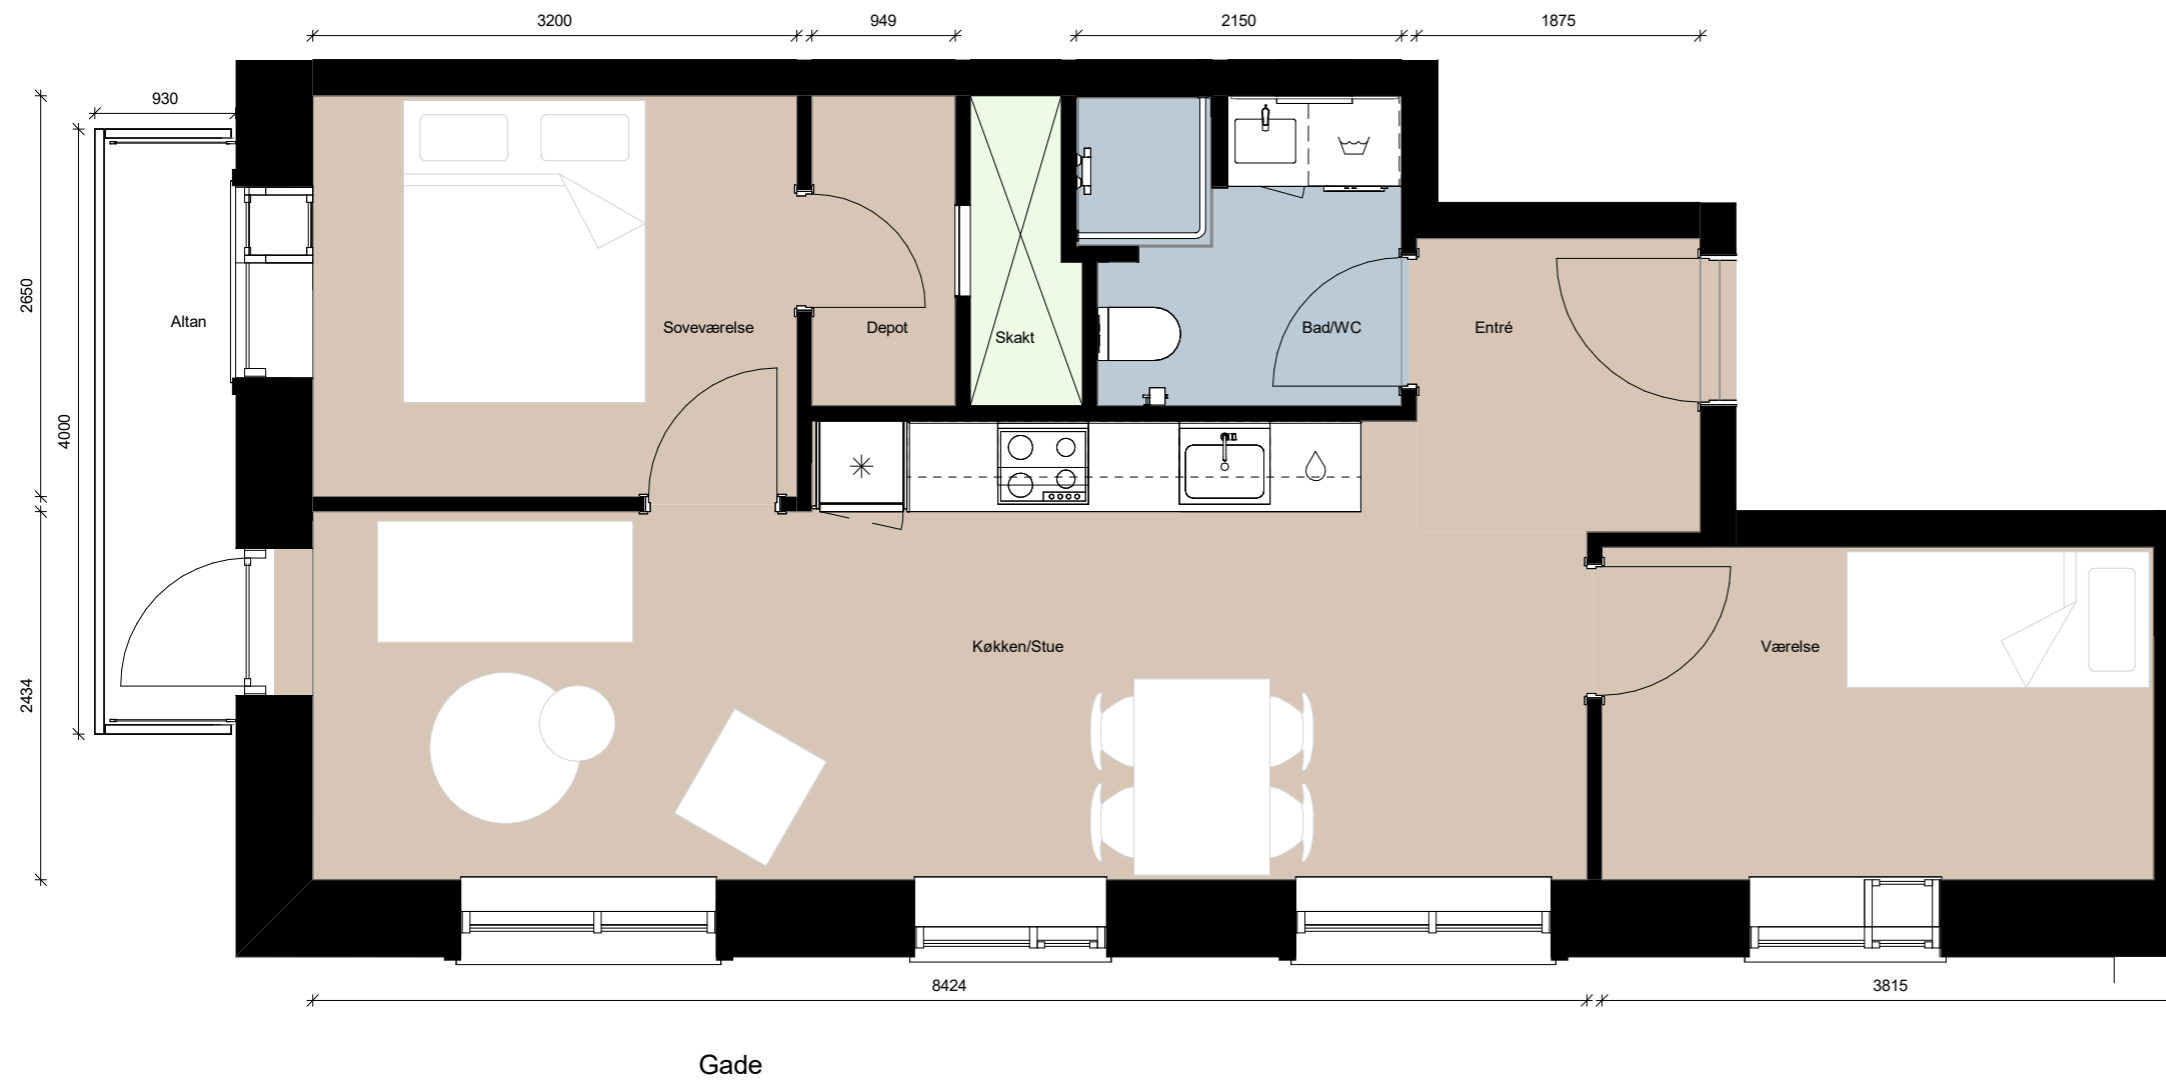 3200
949
2150
1875
930
2650
4000
2434
Altan
Soveværelse
Depot
Skakt
Bad/WC
Entré
Køkken/Stue
Værelse
8424
3815
Gade